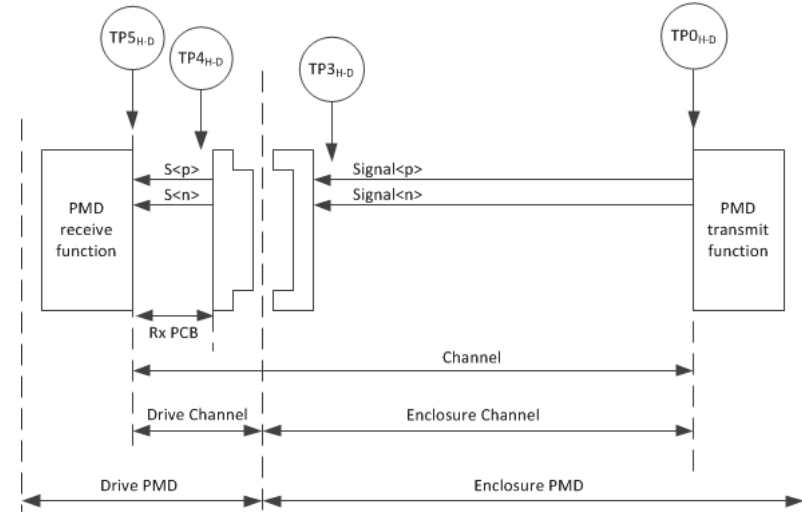 TP5H-D
TP4H-D
TP3H-D
TP0H-D
S<p>
S<n>
Signal<p>
Signal<n>
PMD
receive
function
PMD
transmit
function
Rx PCB
Channel
Drive Channel
Enclosure Channel
Drive PMD
Enclosure PMD